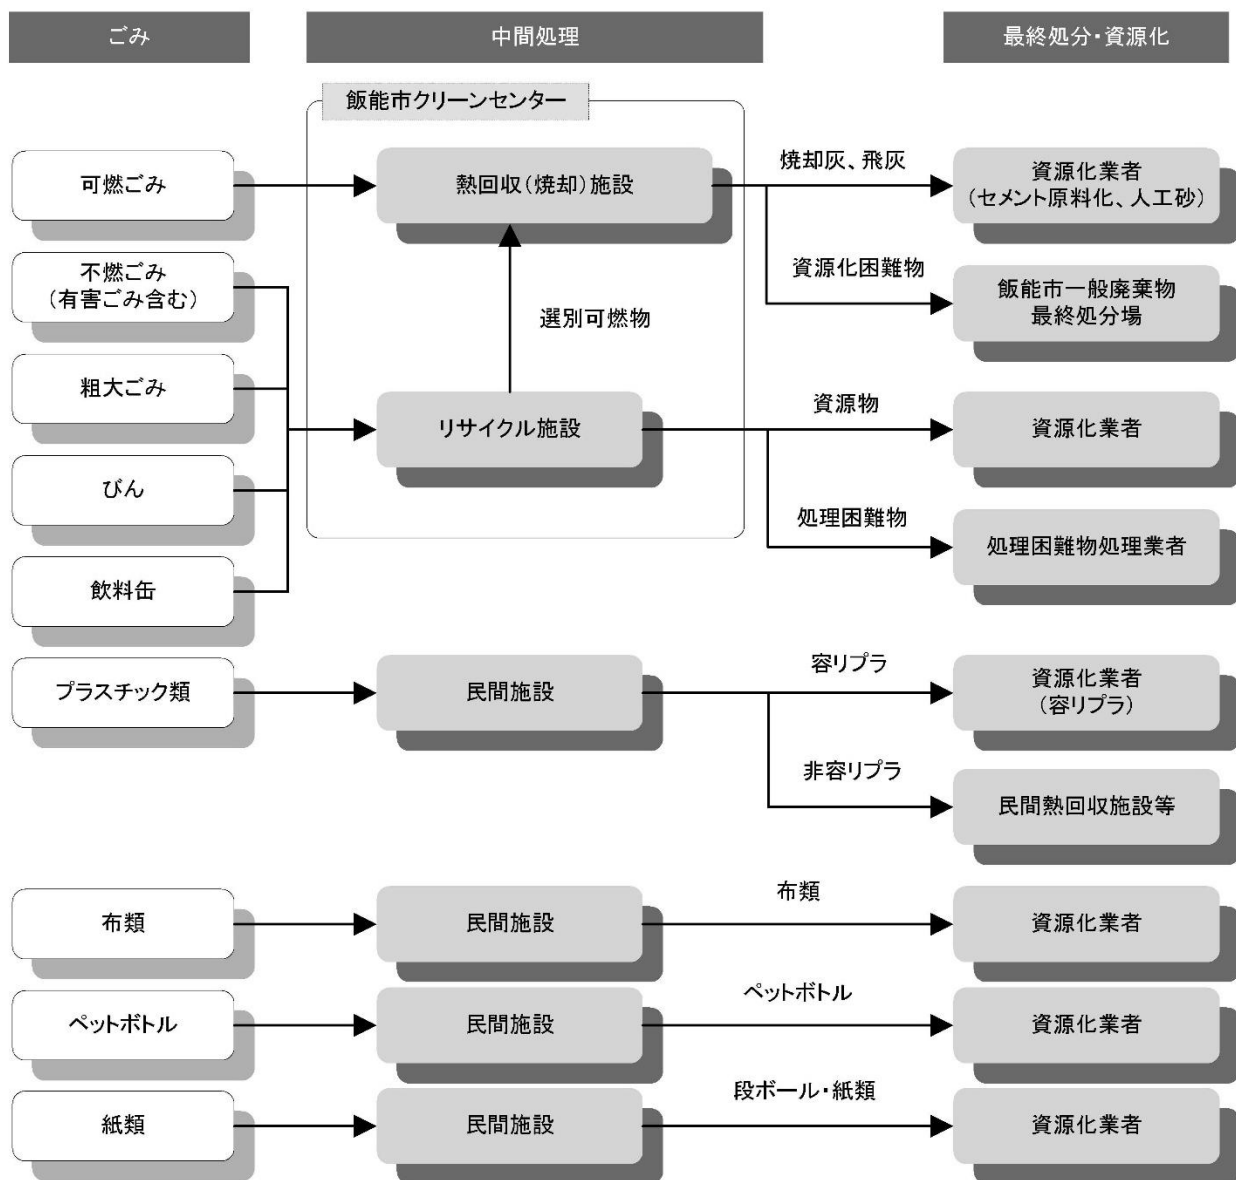 ごみ
中間処理
最終処分・資源化
飯能市クリーンセンター
可燃ごみ
熱回収(焼却)施設
焼却灰、飛灰
資源化業者
(セメント原料化、人工砂)
不燃ごみ
(有害ごみ含む)
資源化困難物
飯能市一般廃棄物
最終処分場
選別可燃物
粗大ごみ
リサイクル施設
資源物
資源化業者
びん
処理困難物
処理困難物処理業者
飲料缶
プラスチック類
民間施設
容リプラ
資源化業者
(容リプラ)
非容リプラ
民間熱回収施設等
布類
民間施設
布類
資源化業者
ペットボトル
民間施設
ペットボトル
資源化業者
紙類
民間施設
段ボール・紙類
資源化業者